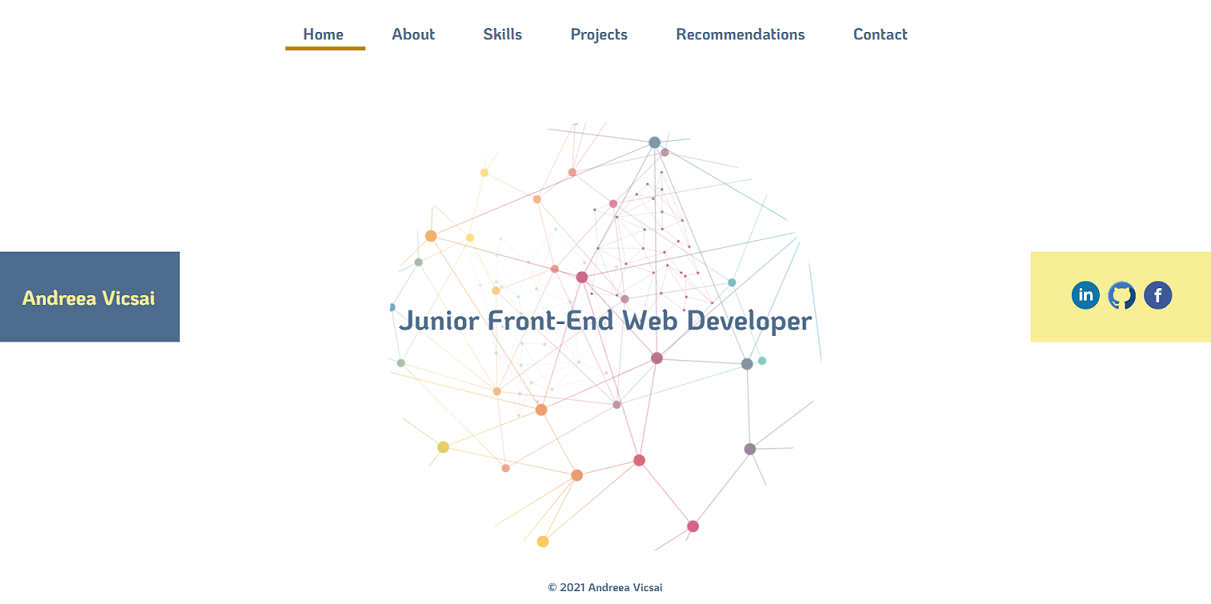 Home About Skills Projects Recommendations Contact
Andreea Vicsai
Junior Front-End Web Developer
in f
© 2021 Andreea Vicsai